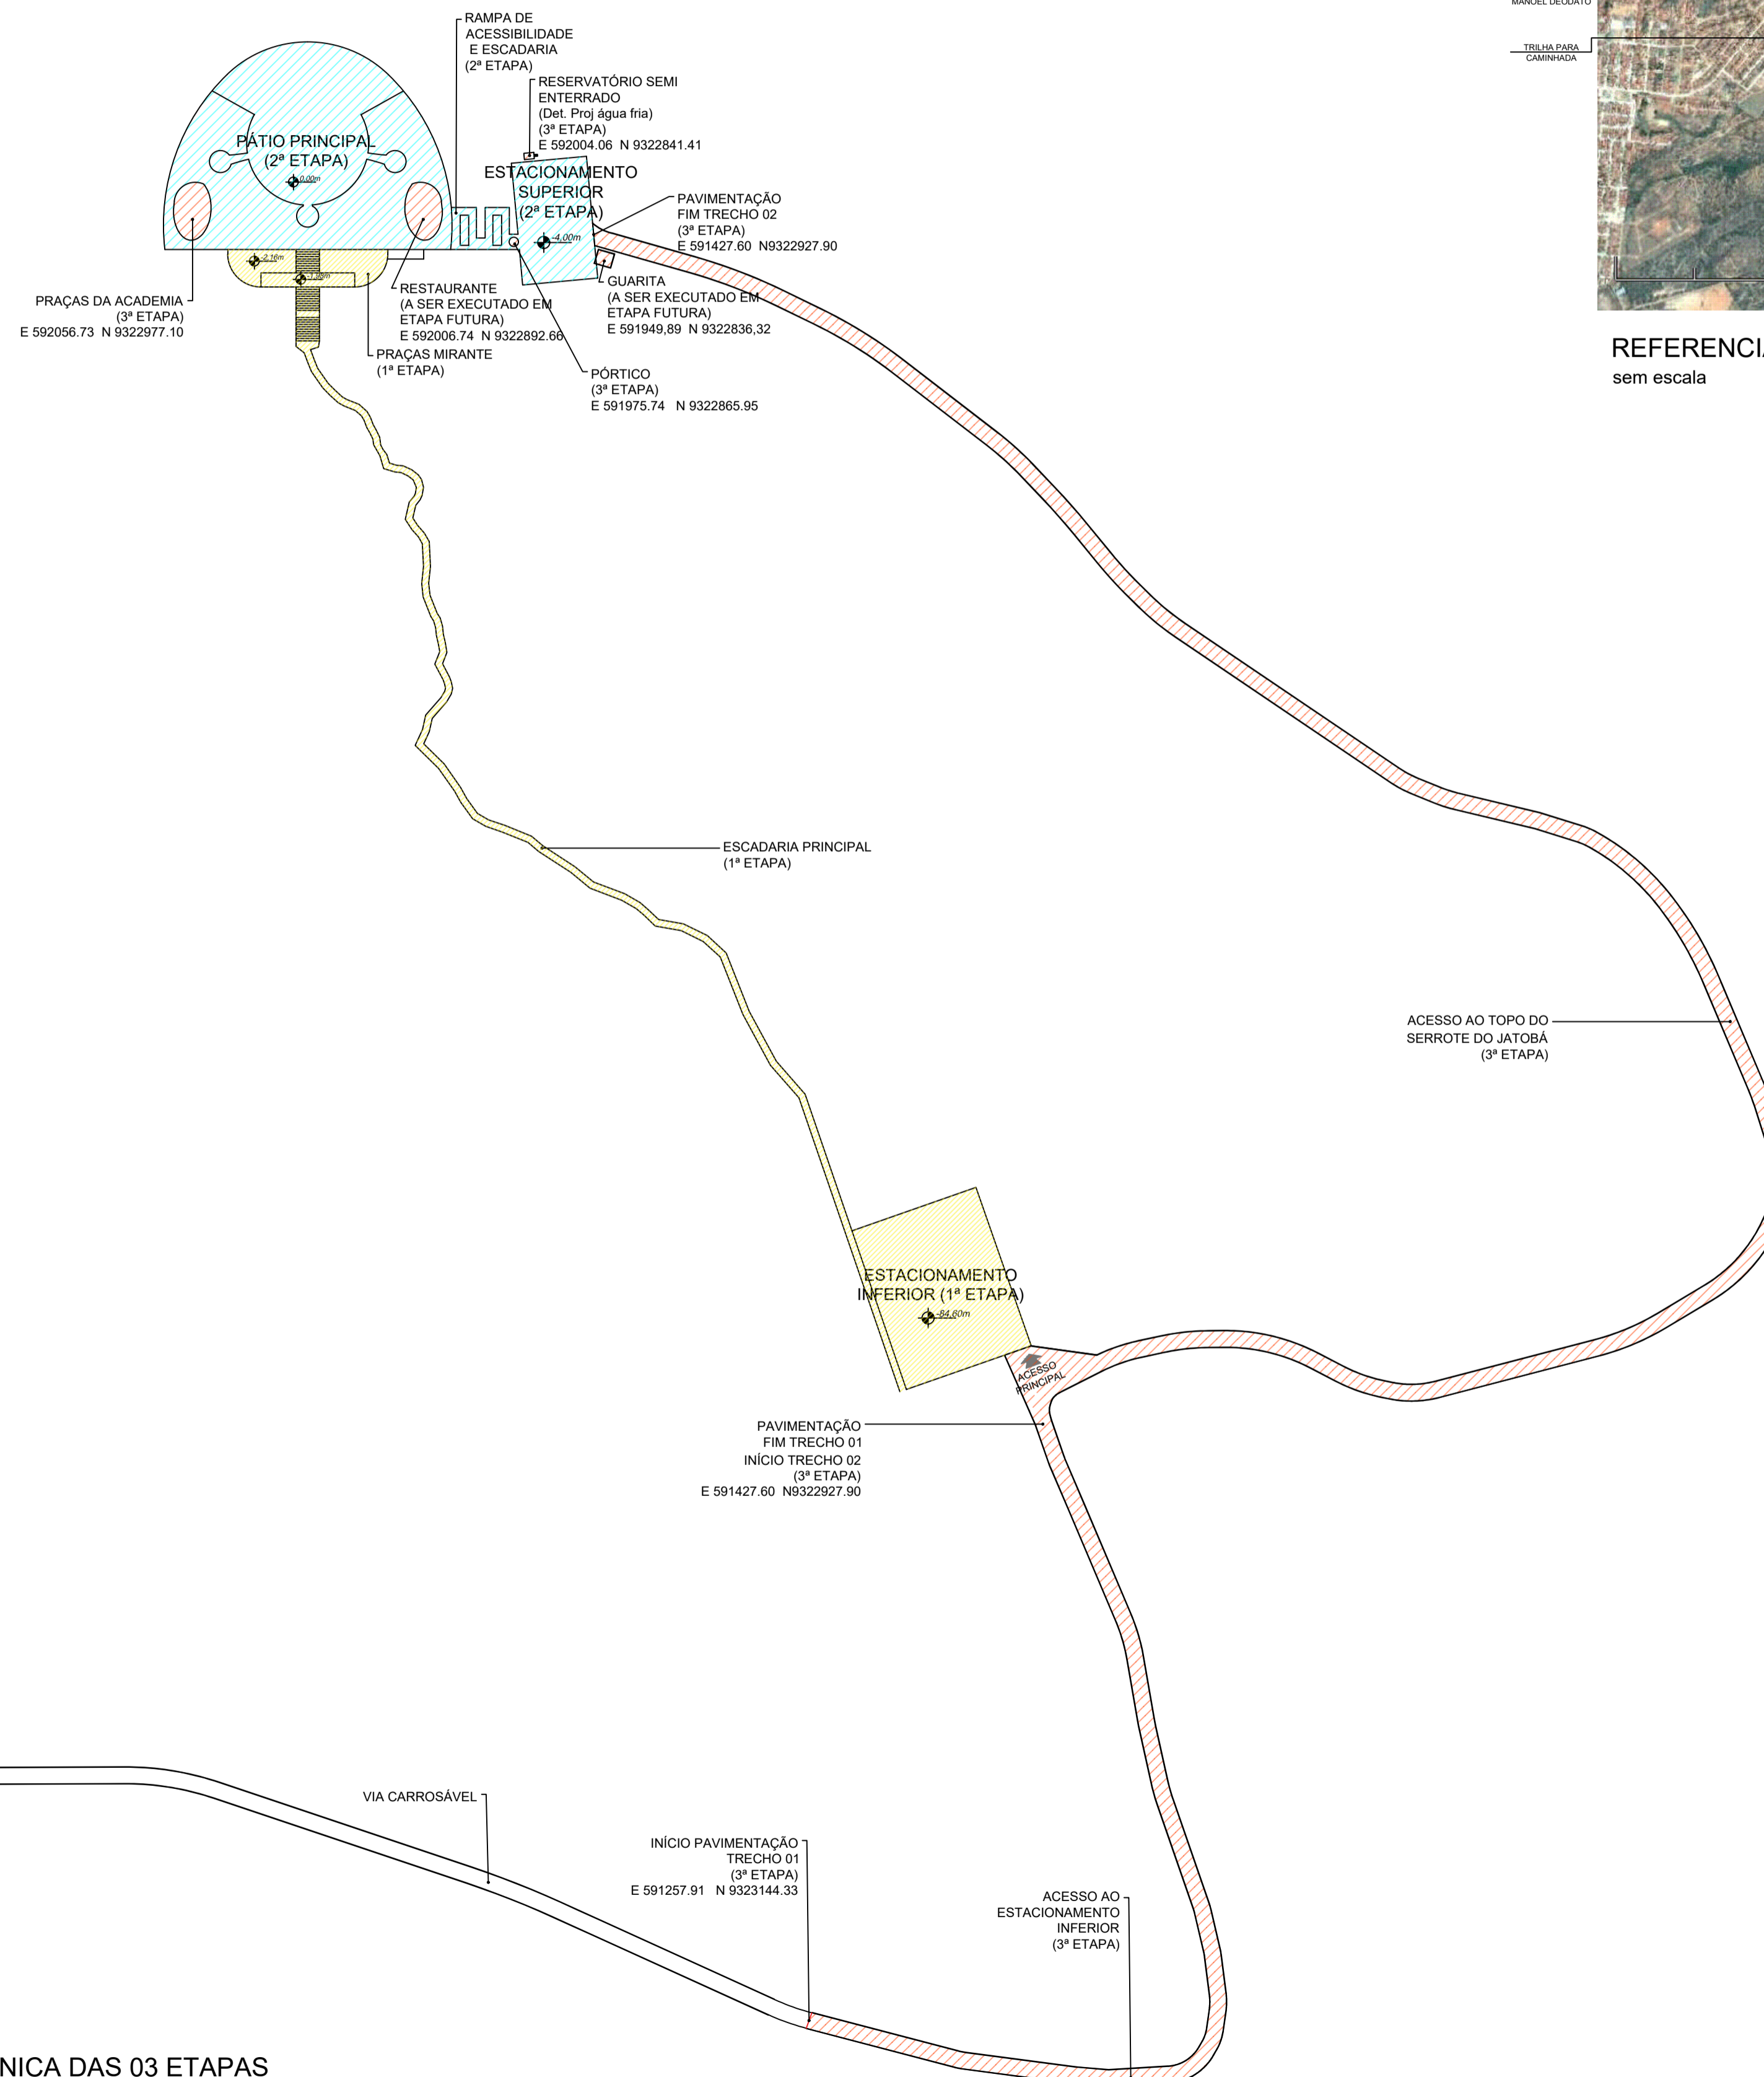 MANOEL DEODATO
TRILHA PARA
CAMINHADA
REFERENCIA
sem escala
RAMPA DE
ACESSIBILIDADE
E ESCADARIA
(2ª ETAPA)
RESERVATÓRIO SEMI
ENTERRADO
(Det. Proj água fria)
(3ª ETAPA)
E 592004.06 N 9322841.41
PÁTIO PRINCIPAL
(2ª ETAPA)
0,00m
ESTACIONAMENTO
SUPERIOR
(2ª ETAPA)
-4,00m
PAVIMENTAÇÃO
FIM TRECHO 02
(3ª ETAPA)
E 591427.60 N9322927.90
-2,16m
PRAÇAS DA ACADEMIA
(3ª ETAPA)
E 592056.73 N 9322977.10
RESTAURANTE
(A SER EXECUTADO EM
ETAPA FUTURA)
E 592006.74 N 9322892.66
GUARITA
(A SER EXECUTADO EM
ETAPA FUTURA)
E 591949,89 N 9322836,32
PRAÇAS MIRANTE
(1ª ETAPA)
PÓRTICO
(3ª ETAPA)
E 591975.74 N 9322865.95
ESCADARIA PRINCIPAL
(1ª ETAPA)
ACESSO AO TOPO DO
SERROTE DO JATOBÁ
(3ª ETAPA)
ESTACIONAMENTO
INFERIOR (1ª ETAPA)
-84,60m
ACESSO
PRINCIPAL
PAVIMENTAÇÃO
FIM TRECHO 01
INÍCIO TRECHO 02
(3ª ETAPA)
E 591427.60 N9322927.90
VIA CARROSÁVEL
INÍCIO PAVIMENTAÇÃO
TRECHO 01
(3ª ETAPA)
E 591257.91 N 9323144.33
ACESSO AO
ESTACIONAMENTO
INFERIOR
(3ª ETAPA)
NICA DAS 03 ETAPAS